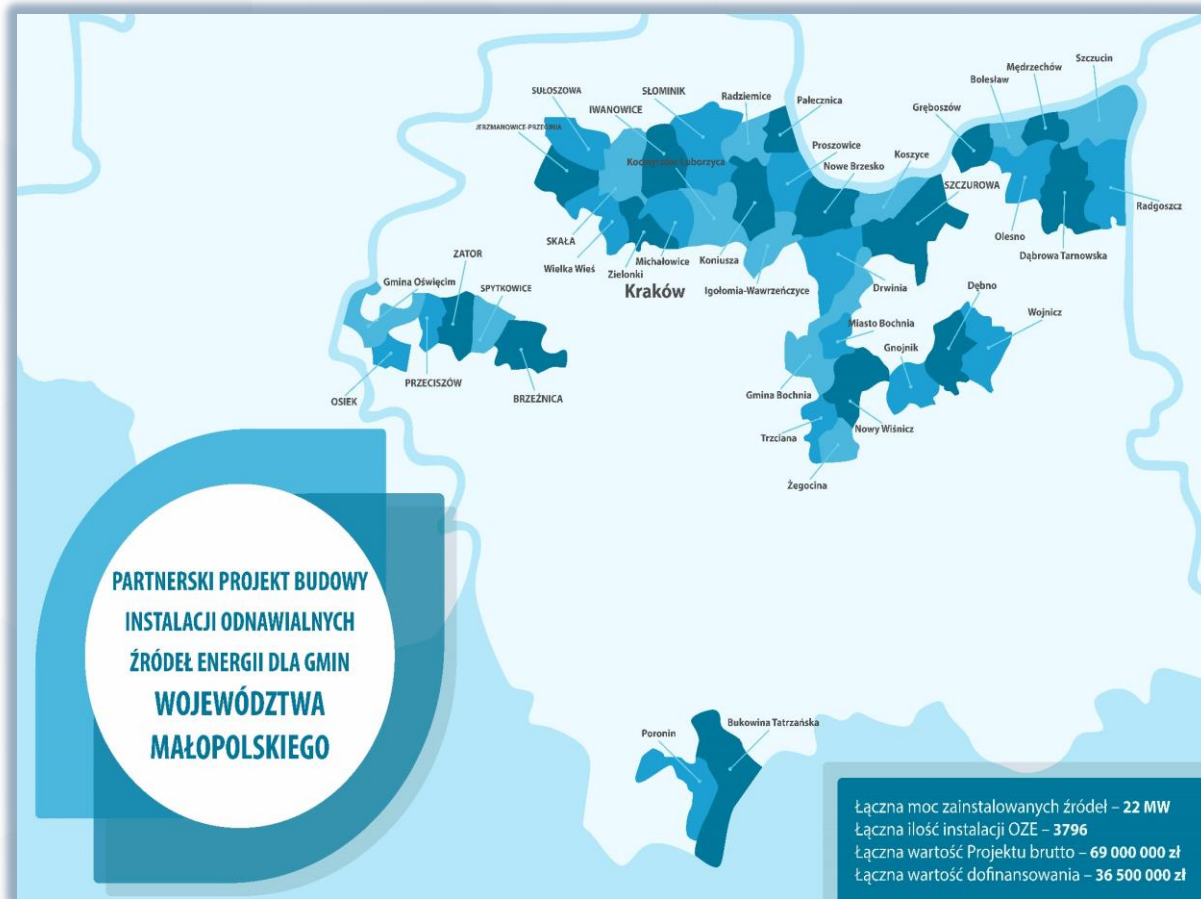 Szczucin
Mędrzechów
Bolesław
Gręboszów
SUŁOSZOWA
SŁOMINIK
IWANOWICE
Radziemice
Pałecznica
JERZMANOWICE-PRZEGINIA
Kocmyrzów-Luborzyca
Proszowice
Nowe Brzesko
Koszyce
SZCZUROWA
Radgoszcz
SKAŁA
Olesno
Wielka Wieś
Zielonki
Michałowice
Koniusza
Dąbrowa Tarnowska
Kraków
Igołomia-Wawrzeńczyce
Drwinia
ZATOR
Gmina Oświęcim
SPYTKOWICE
Dębno
Wojnicz
Miasto Bochnia
Gnojnik
PRZECISZÓW
OSIEK
BRZEŹNICA
Gmina Bochnia
Trzciana
Nowy Wiśnicz
Żegocina
PARTNERSKI PROJEKT BUDOWY
INSTALACJI ODNAWIALNYCH
ŹRÓDEŁ ENERGII DLA GMIN
WOJEWÓDZTWA
MAŁOPOLSKIEGO
Poronin
Bukowina Tatrzańska
Łączna moc zainstalowanych źródeł – 22 MW
Łączna ilość instalacji OZE – 3796
Łączna wartość Projektu brutto – 69 000 000 zł
Łączna wartość dofinansowania – 36 500 000 zł